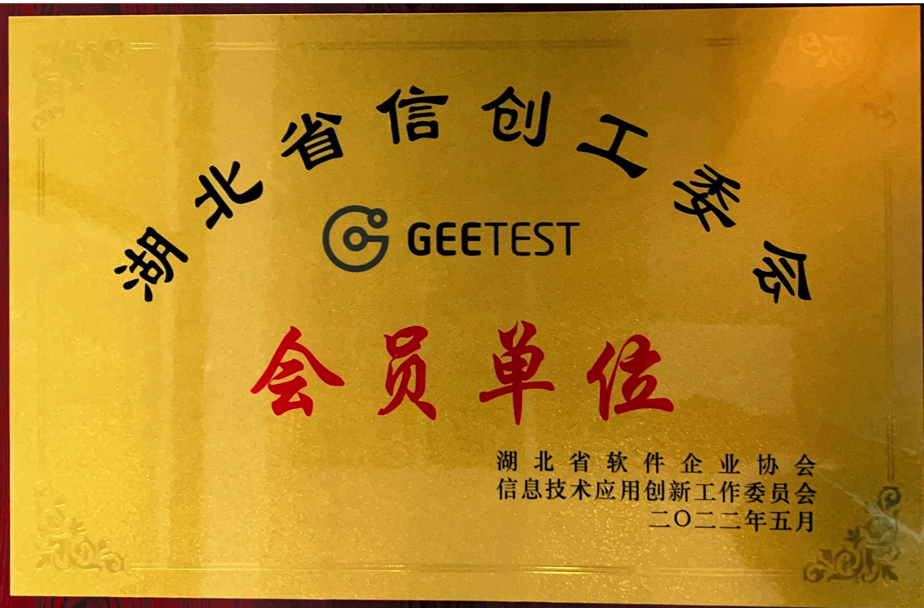 湖北省信创工委会
GEETEST
会员单位
湖北省软件企业协会
信息技术应用创新工作委员会
二〇二二年五月